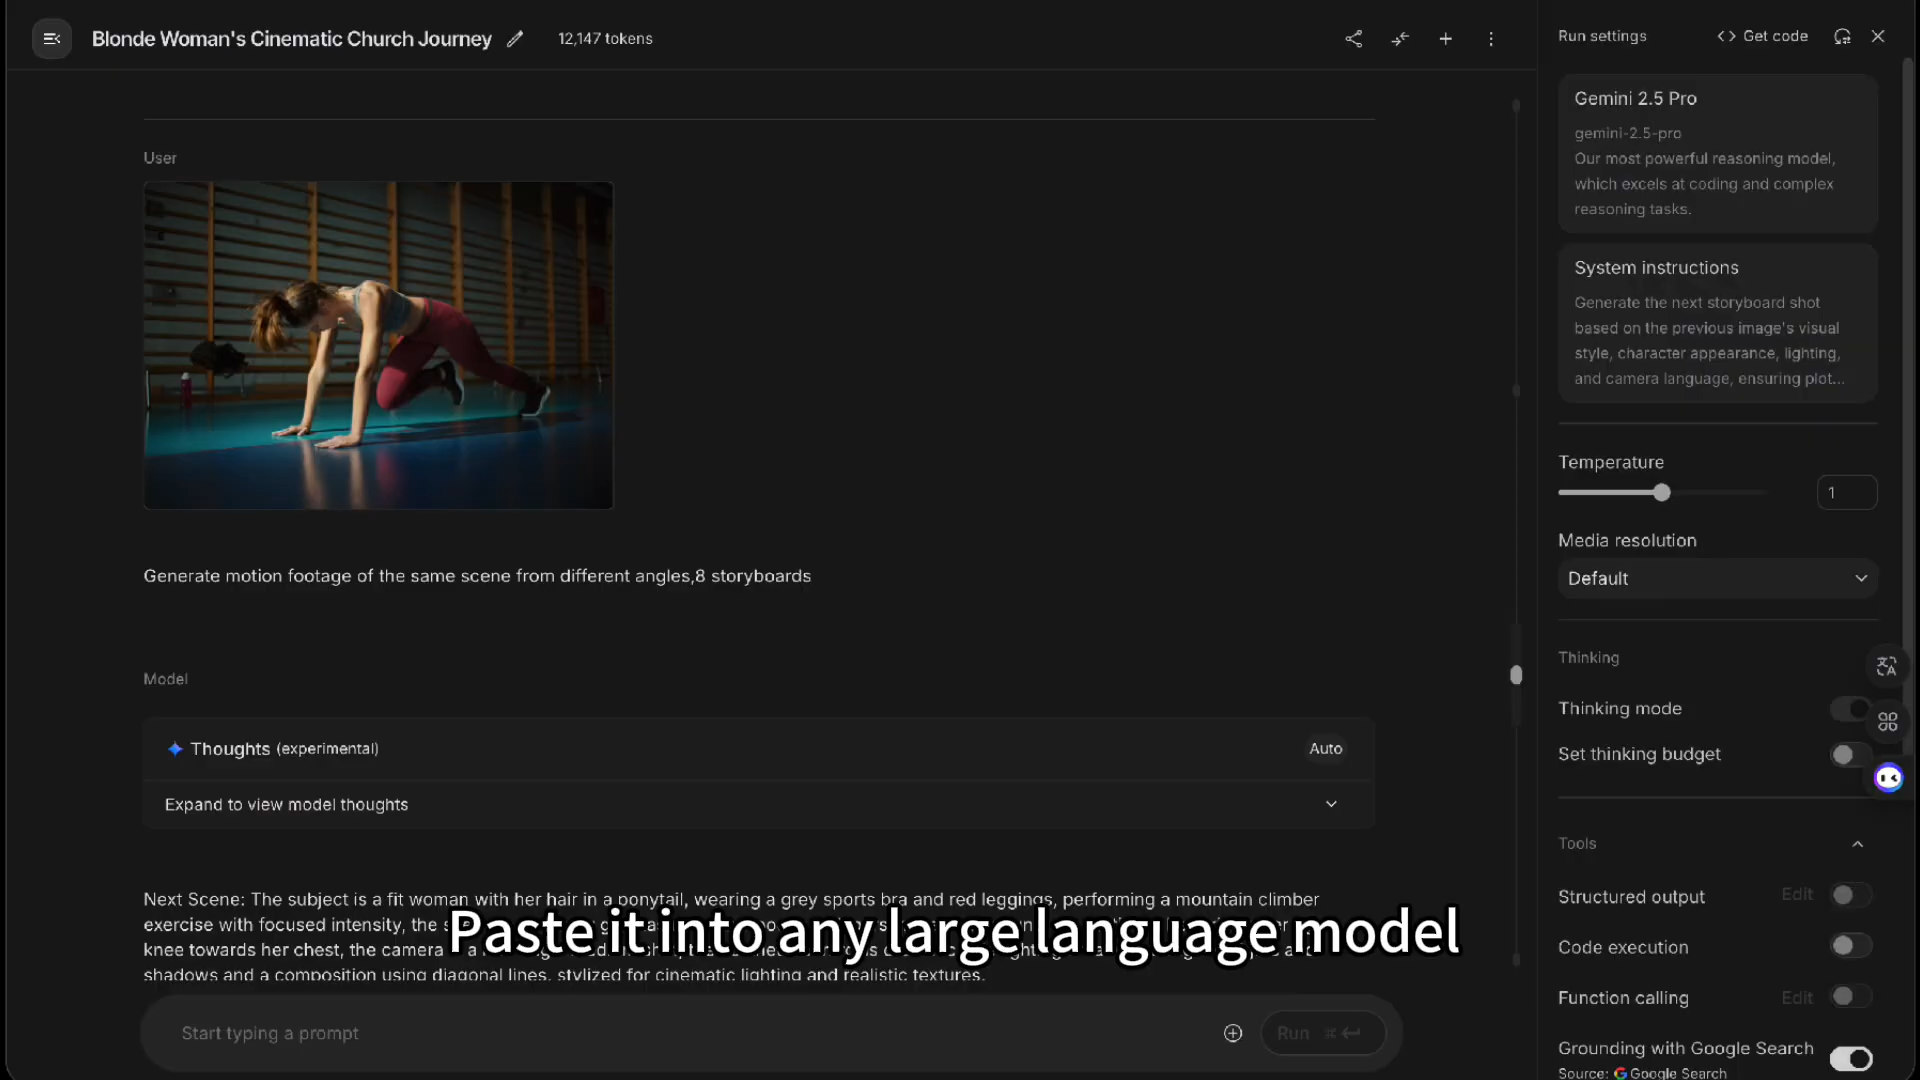 Blonde Woman's Cinematic Church Journey
12,147 tokens
User
Generate motion footage of the same scene from different angles,8 storyboards
Model
Thoughts (experimental)
Auto
Expand to view model thoughts
Next Scene: The subject is a fit woman with her hair in a ponytail, wearing a grey sports bra and red leggings, performing a mountain climber
exercise with focused intensity, the
knee towards her chest, the camera
shadows and a composition using diagonal lines, stylized for cinematic lighting and realistic textures.
Paste it into any large language model
Start typing a prompt
Run ⌘
Run settings
<> Get code
Gemini 2.5 Pro
gemini-2.5-pro
Our most powerful reasoning model,
which excels at coding and complex
reasoning tasks.
System instructions
Generate the next storyboard shot
based on the previous image's visual
style, character appearance, lighting,
and camera language, ensuring plot...
Temperature
1
Media resolution
Default
Thinking
Thinking mode
Set thinking budget
Tools
Structured output
Edit
Code execution
Function calling
Edit
Grounding with Google Search
Source: G Google Search